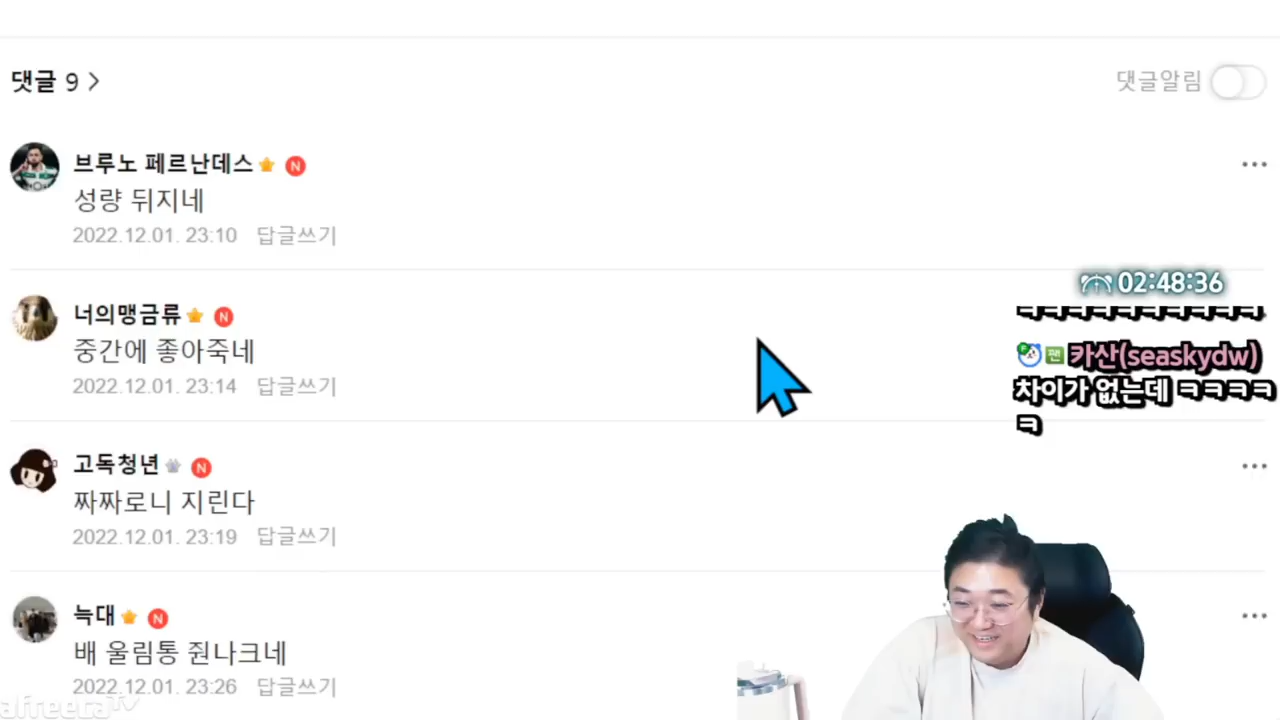 댓글 9 >
댓글알림
브루노 페르난데스 N
성량 뒤지네
2022.12.01. 23:10 답글쓰기
너의맹금류 N
중간에 좋아죽네
2022.12.01. 23:14 답글쓰기
고독청년 N
짜짜로니 지린다
2022.12.01. 23:19 답글쓰기
늑대 N
배 울림통 줜나크네
2022.12.01. 23:26 답글쓰기
02:48:36
ㅋㅋㅋㅋㅋㅋㅋㅋㅋㅋ
F 팬 카산(seaskydw)
차이가 없는데 ㅋㅋㅋㅋ
ㅋ
afreecaTV